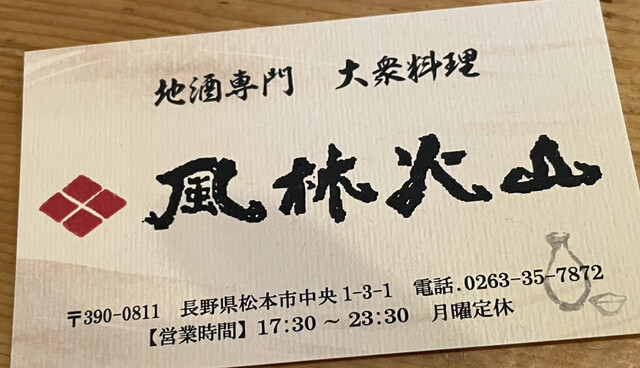 地酒専門 大衆料理
風林火山
〒390-0811 長野県松本市中央1-3-1 電話.0263-35-7872
【営業時間】17:30~23:30 月曜定休